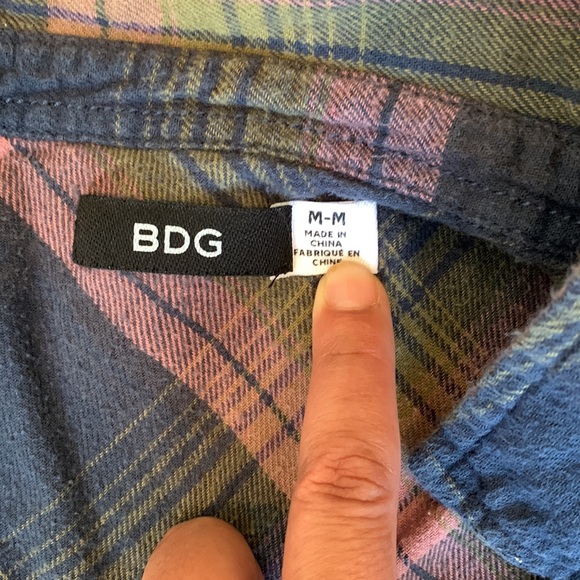 BDG
M-M
MADE IN
CHINA
FABRIQUÉ EN
CHINE